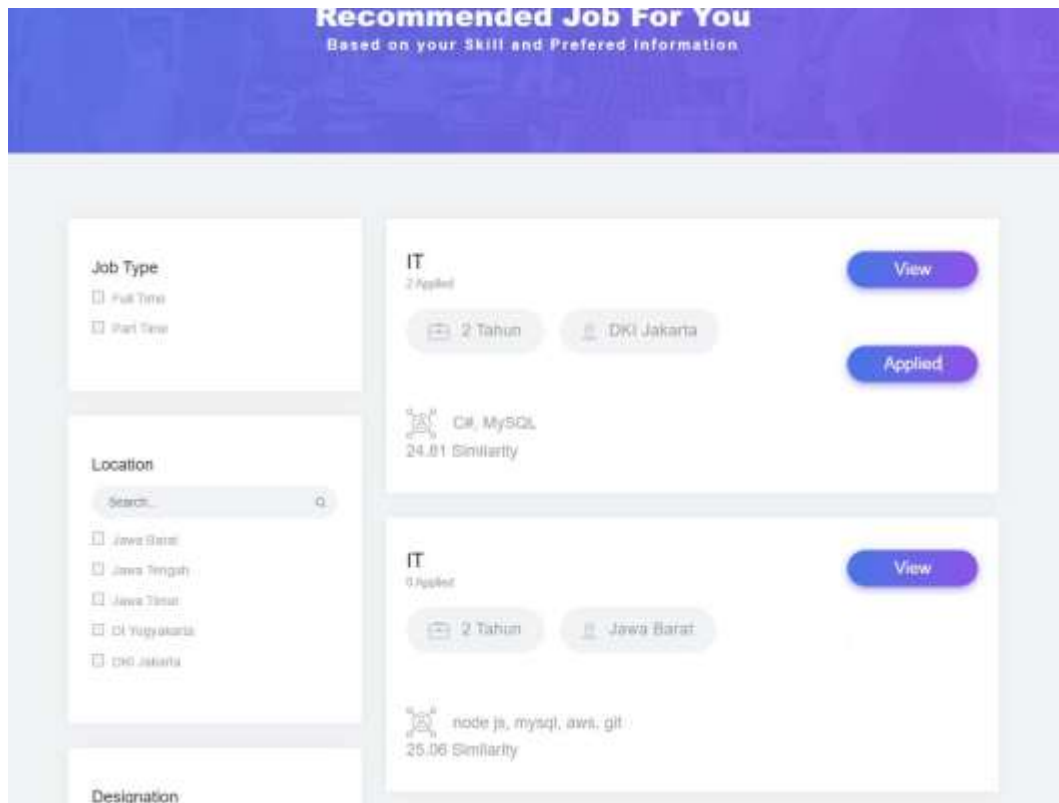 Recommended Job For You
Based on your Skill and Prefered Information
Job Type
Full Time
Part Time
Location
Search...
Jawa Barat
Jawa Tengah
Jawa Timur
DI Yogyakarta
DKI Jakarta
Designation
IT
2 Applied
View
2 Tahun
DKI Jakarta
Applied
C#, MySQL
24.81 Similarity
IT
0 Applied
View
2 Tahun
Jawa Barat
node js, mysql, aws, git
25.06 Similarity